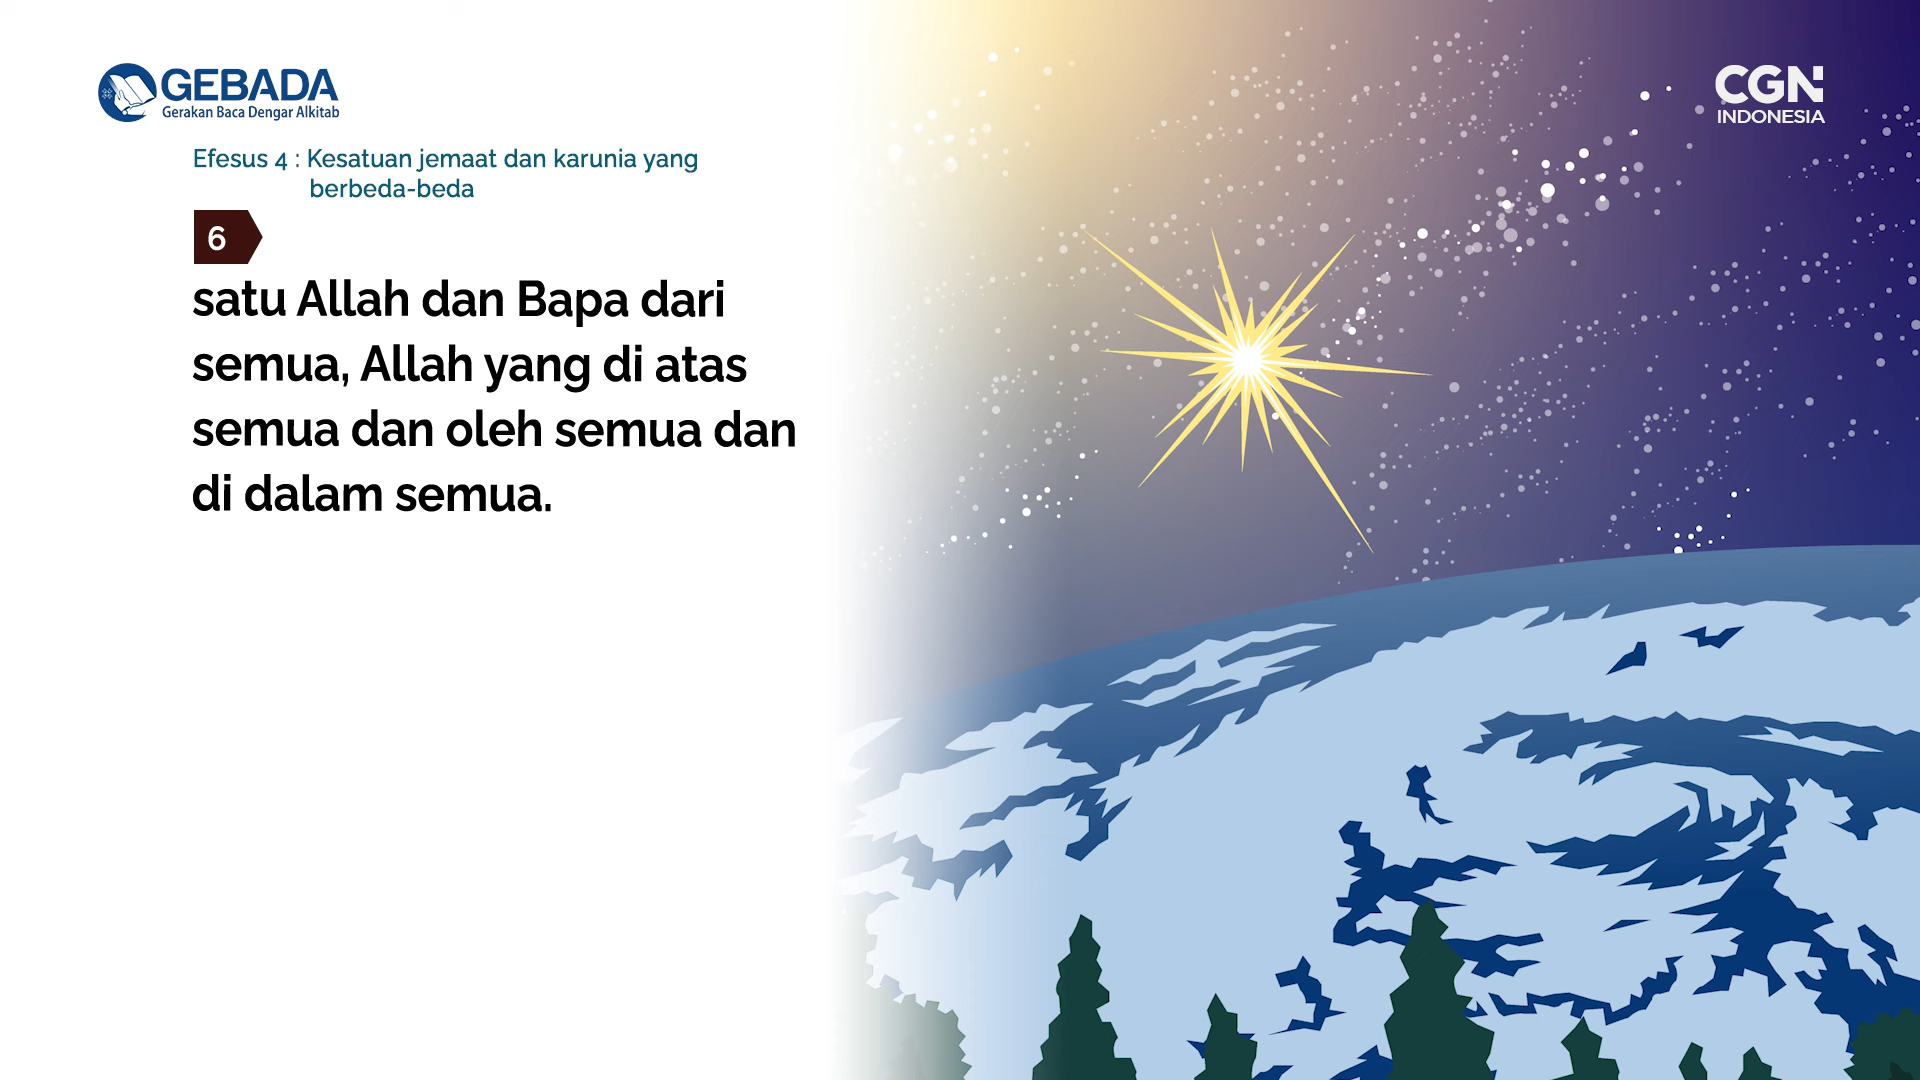 GEBADA
Gerakan Baca Dengar Alkitab
CGN
INDONESIA
Efesus 4 : Kesatuan jemaat dan karunia yang
berbeda-beda
6
satu Allah dan Bapa dari
semua, Allah yang di atas
semua dan oleh semua dan
di dalam semua.